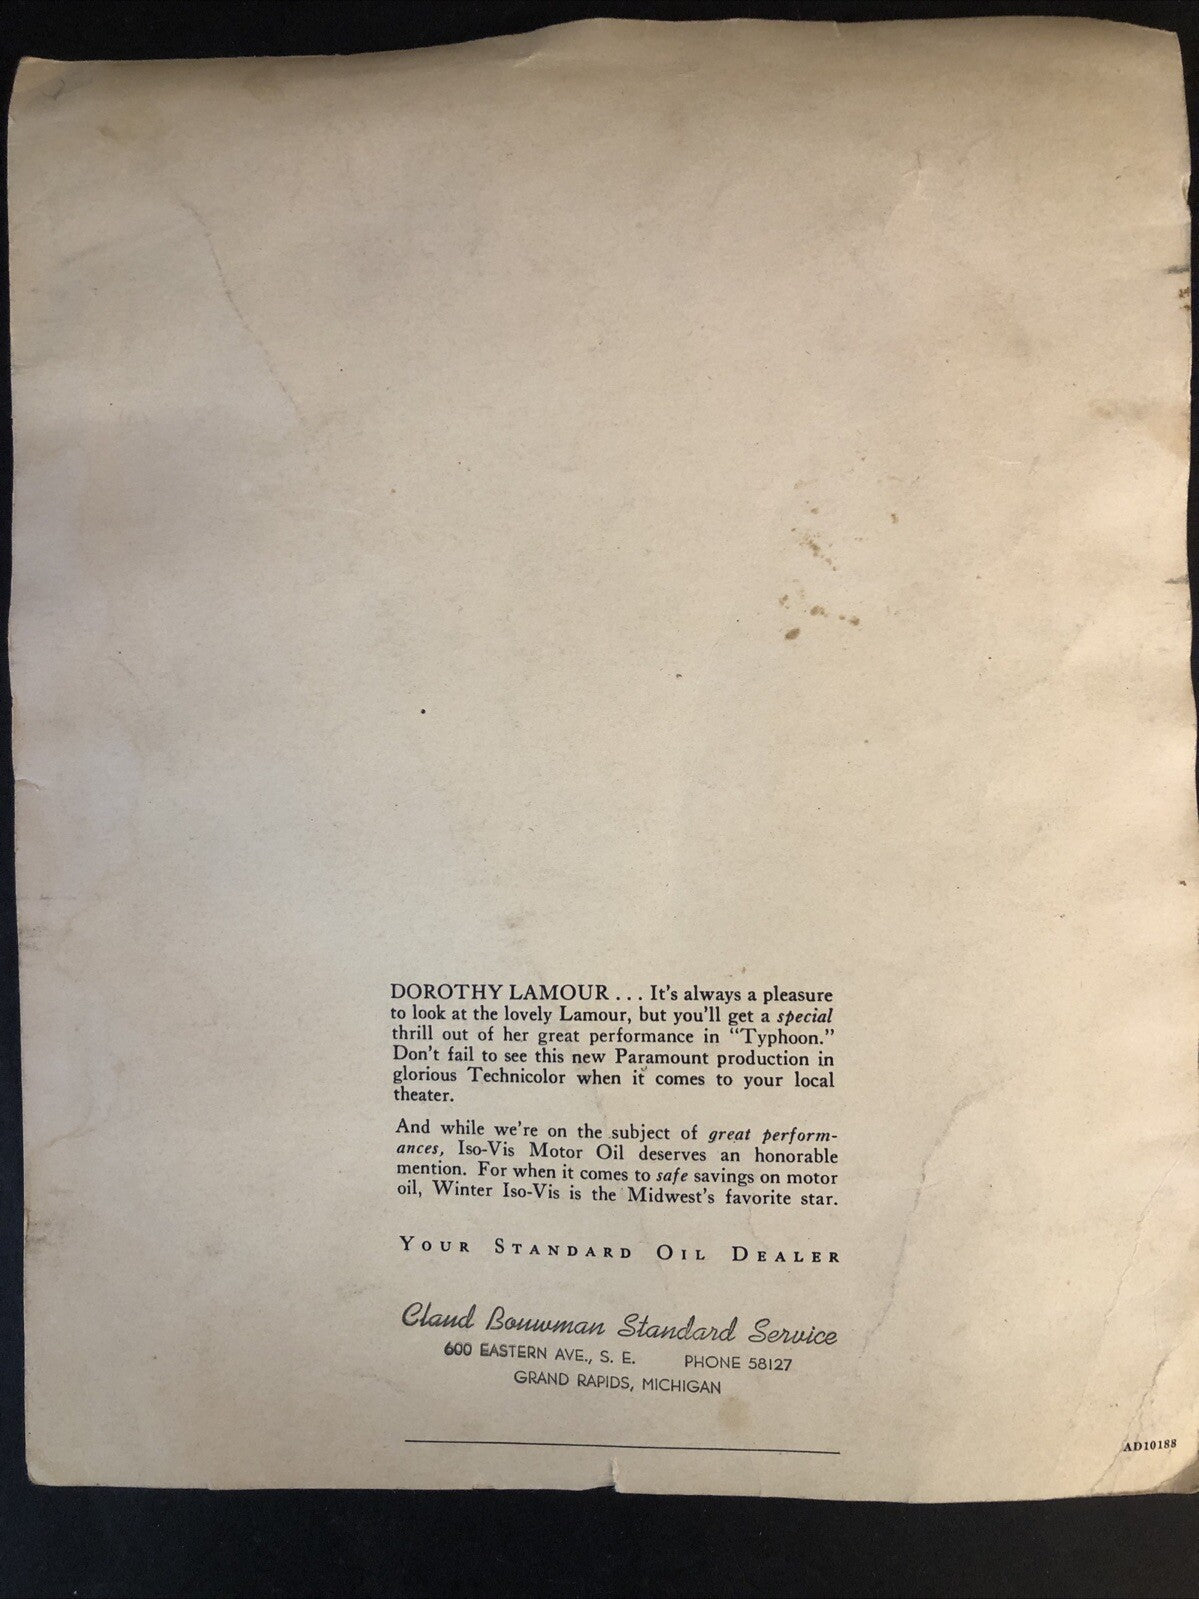 DOROTHY LAMOUR . . . It's always a pleasure
to look at the lovely Lamour, but you'll get a special
thrill out of her great performance in "Typhoon."
Don't fail to see this new Paramount production in
glorious Technicolor when it comes to your local
theater.
And while we're on the subject of great perform-
ances, Iso-Vis Motor Oil deserves an honorable
mention. For when it comes to safe savings on motor
oil, Winter Iso-Vis is the Midwest's favorite star.
YOUR STANDARD OIL DEALER
Claud Bouwman Standard Service
600 EASTERN AVE., S. E. PHONE 58127
GRAND RAPIDS, MICHIGAN
AD10188